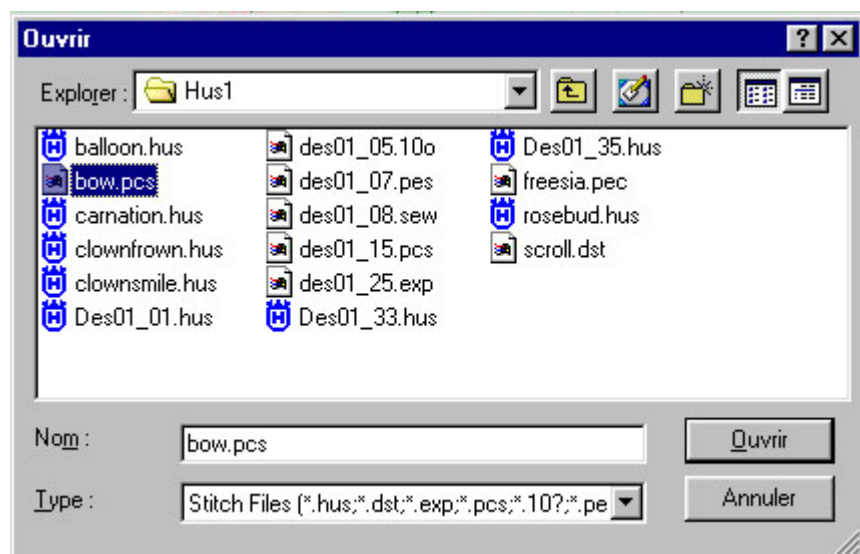 Ouvrir
Explorer : Hus1
balloon.hus
bow.pcs
carnation.hus
clownfrown.hus
clownsmile.hus
Des01_01.hus
des01_05.10o
des01_07.pes
des01_08.sew
des01_15.pcs
des01_25.exp
Des01_33.hus
Des01_35.hus
freesia.pec
rosebud.hus
scroll.dst
Nom : bow.pcs
Ouvrir
Type : Stitch Files (*.hus;*.dst;*.exp;*.pcs;*.10?;*.pe
Annuler